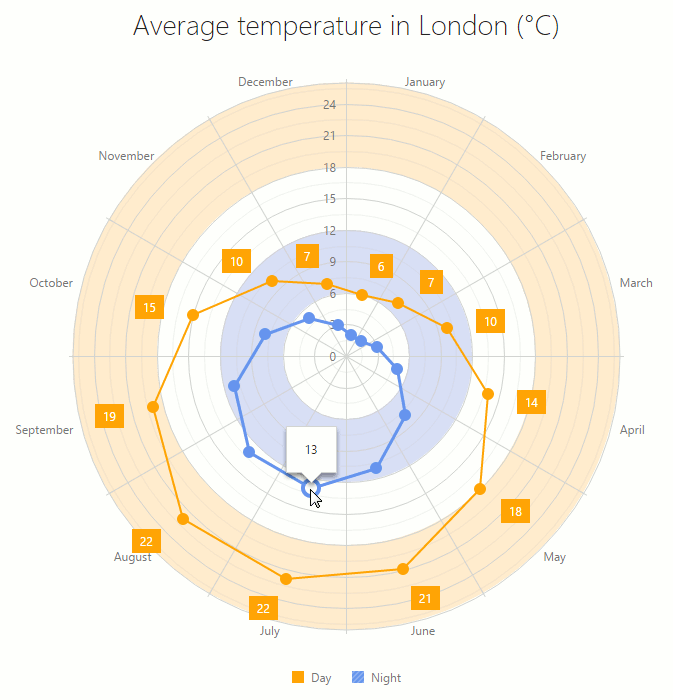 Average temperature in London (°C)
December
January
24
November
February
21
18
15
12
10
7
9
6
7
October
March
6
15
10
3
0
19
14
September
April
13
22
18
August
May
22
21
July
June
Day
Night